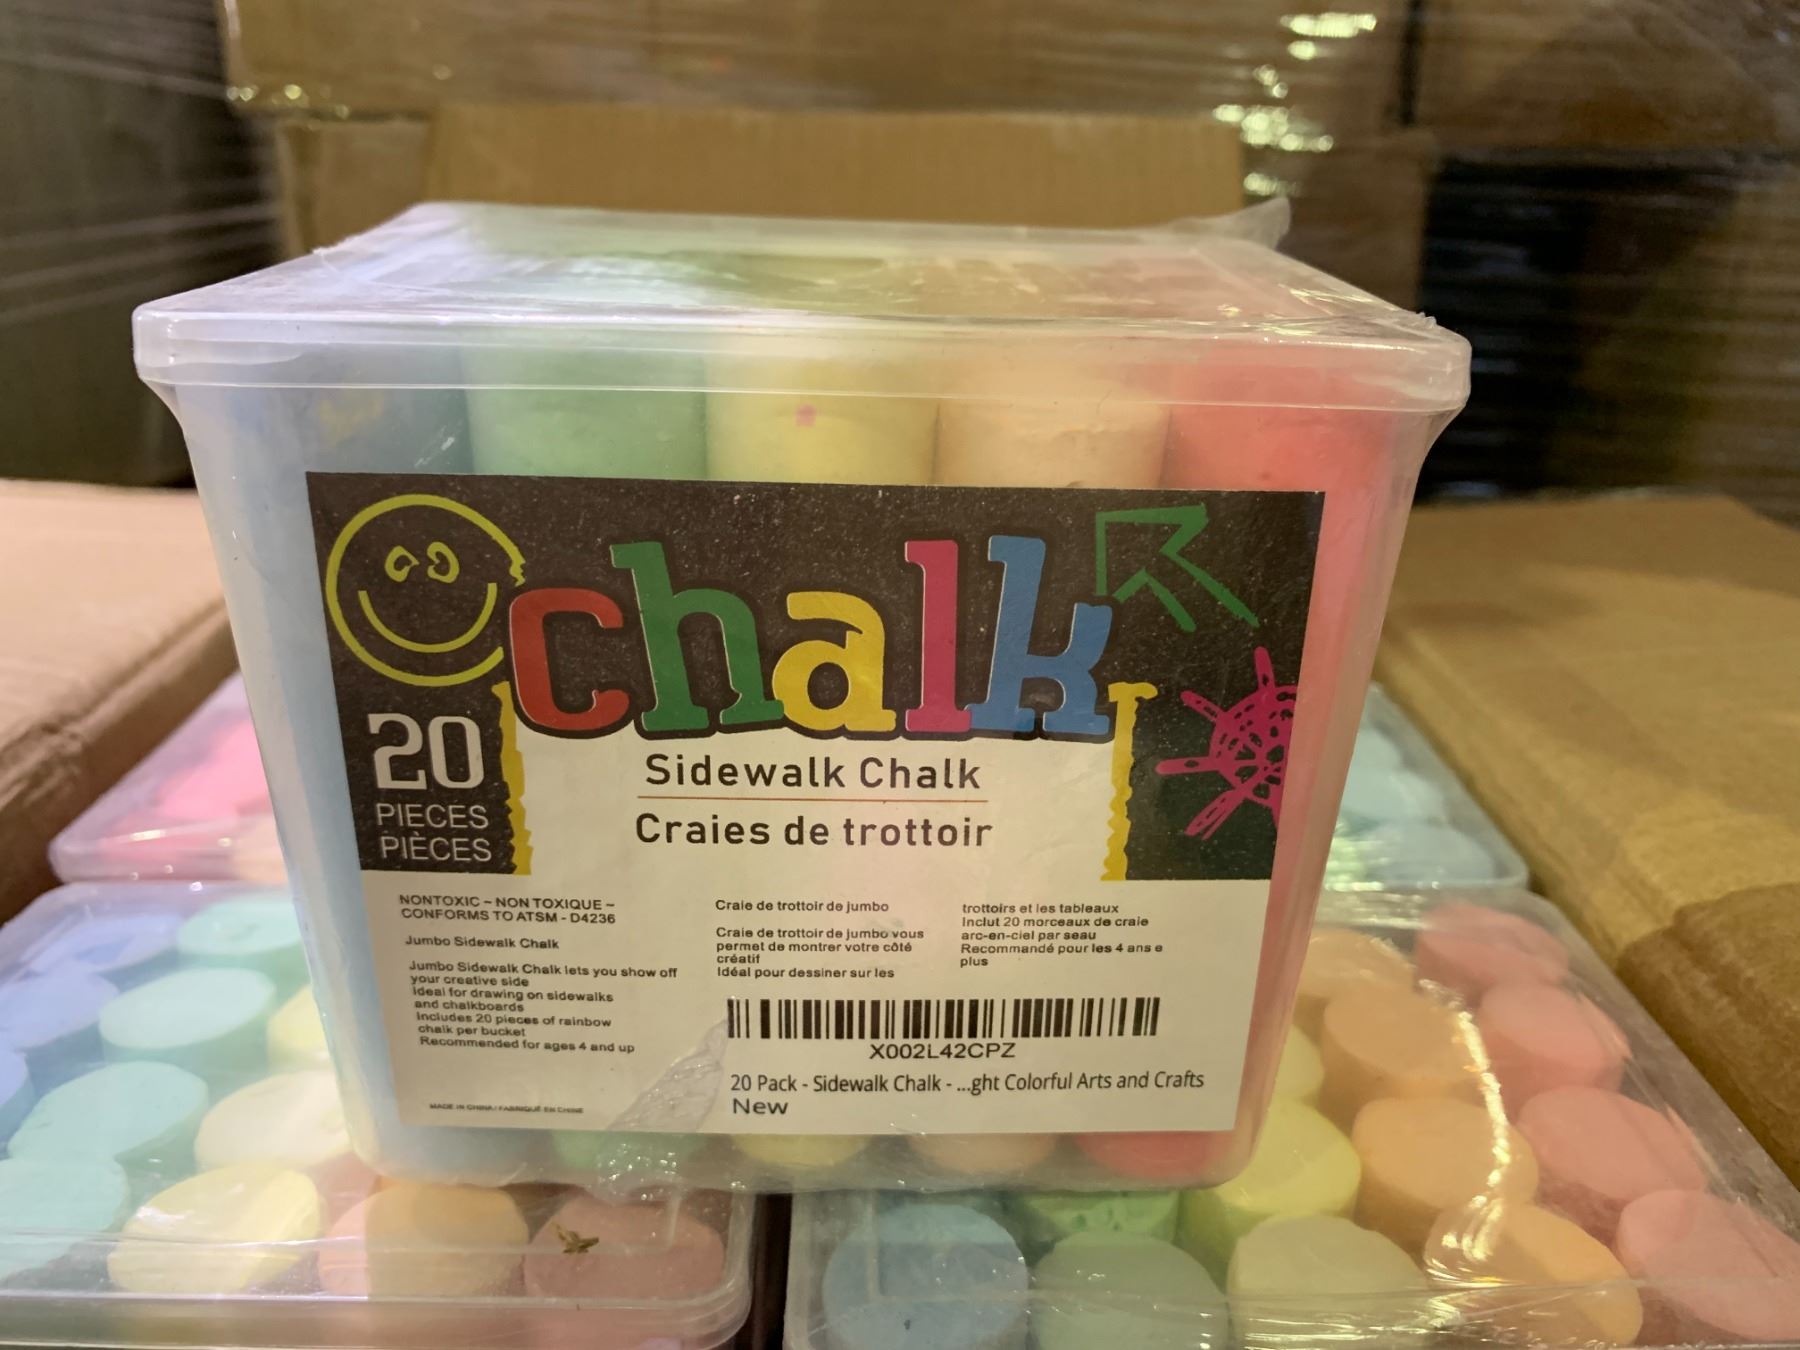 chalk
20
PIECES
PIÈCES
Sidewalk Chalk
Craies de trottoir
NONTOXIC ~ NON TOXIQUE ~
CONFORMS TO ATSM - D4236
Jumbo Sidewalk Chalk
Jumbo Sidewalk Chalk lets you show off
your creative side
Ideal for drawing on sidewalks
and chalkboards
Includes 20 pieces of rainbow
chalk per bucket
Recommended for ages 4 and up
MADE IN CHINA / FABRIQUÉ EN CHINE
Craie de trottoir de jumbo
Craie de trottoir de jumbo vous
permet de montrer votre côté
créatif
Idéal pour dessiner sur les
trottoirs et les tableaux
Inclut 20 morceaux de craie
arc-en-ciel par seau
Recommandé pour les 4 ans e
plus
X002L42CPZ
20 Pack - Sidewalk Chalk - ...ght Colorful Arts and Crafts
New